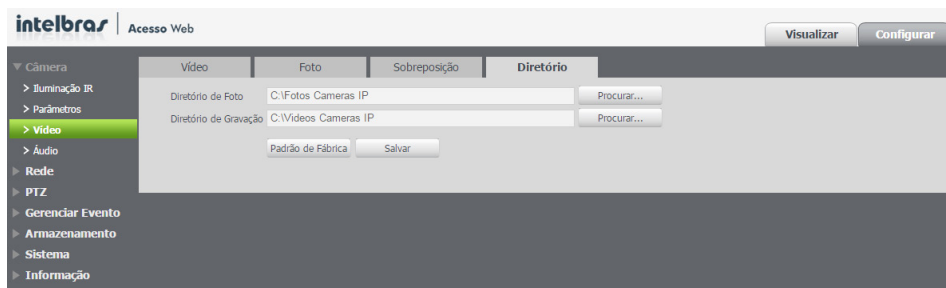 intelbras Acesso Web
Visualizar Configurar
Câmera
> Iluminação IR
> Parâmetros
> Vídeo
> Áudio
Rede
PTZ
Gerenciar Evento
Armazenamento
Sistema
Informação
Vídeo Foto Sobreposição Diretório
Diretório de Foto C:\Fotos Cameras IP Procurar...
Diretório de Gravação C:\Videos Cameras IP Procurar...
Padrão de Fábrica Salvar